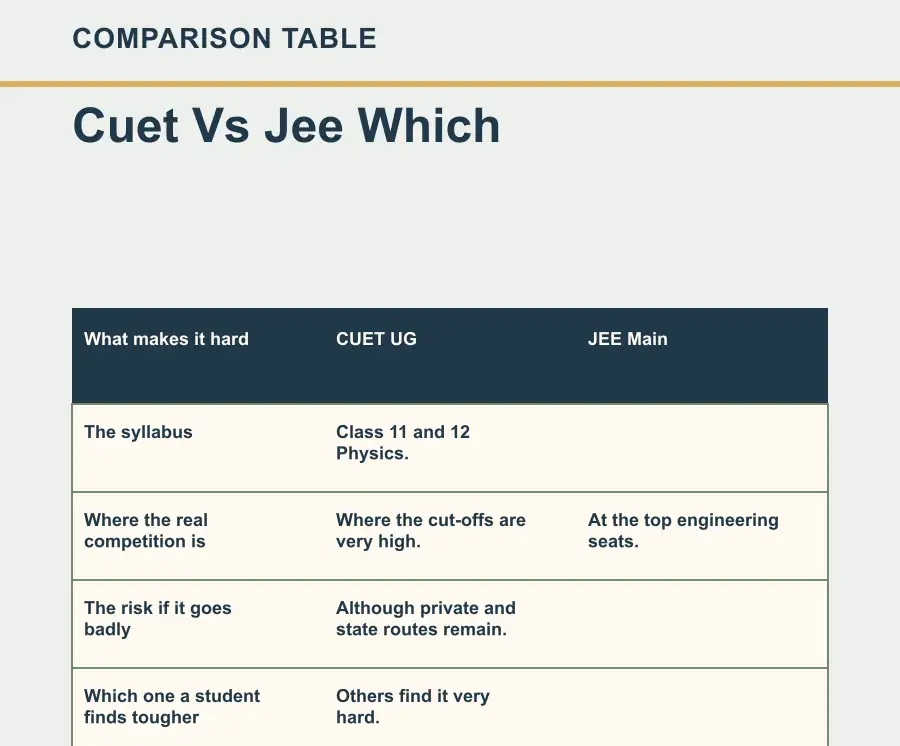 COMPARISON TABLE
Cuet Vs Jee Which
What makes it hard
CUET UG
JEE Main
The syllabus
Class 11 and 12
Physics.
Where the real
competition is
Where the cut-offs are
very high.
At the top engineering
seats.
The risk if it goes
badly
Although private and
state routes remain.
Which one a student
finds tougher
Others find it very
hard.